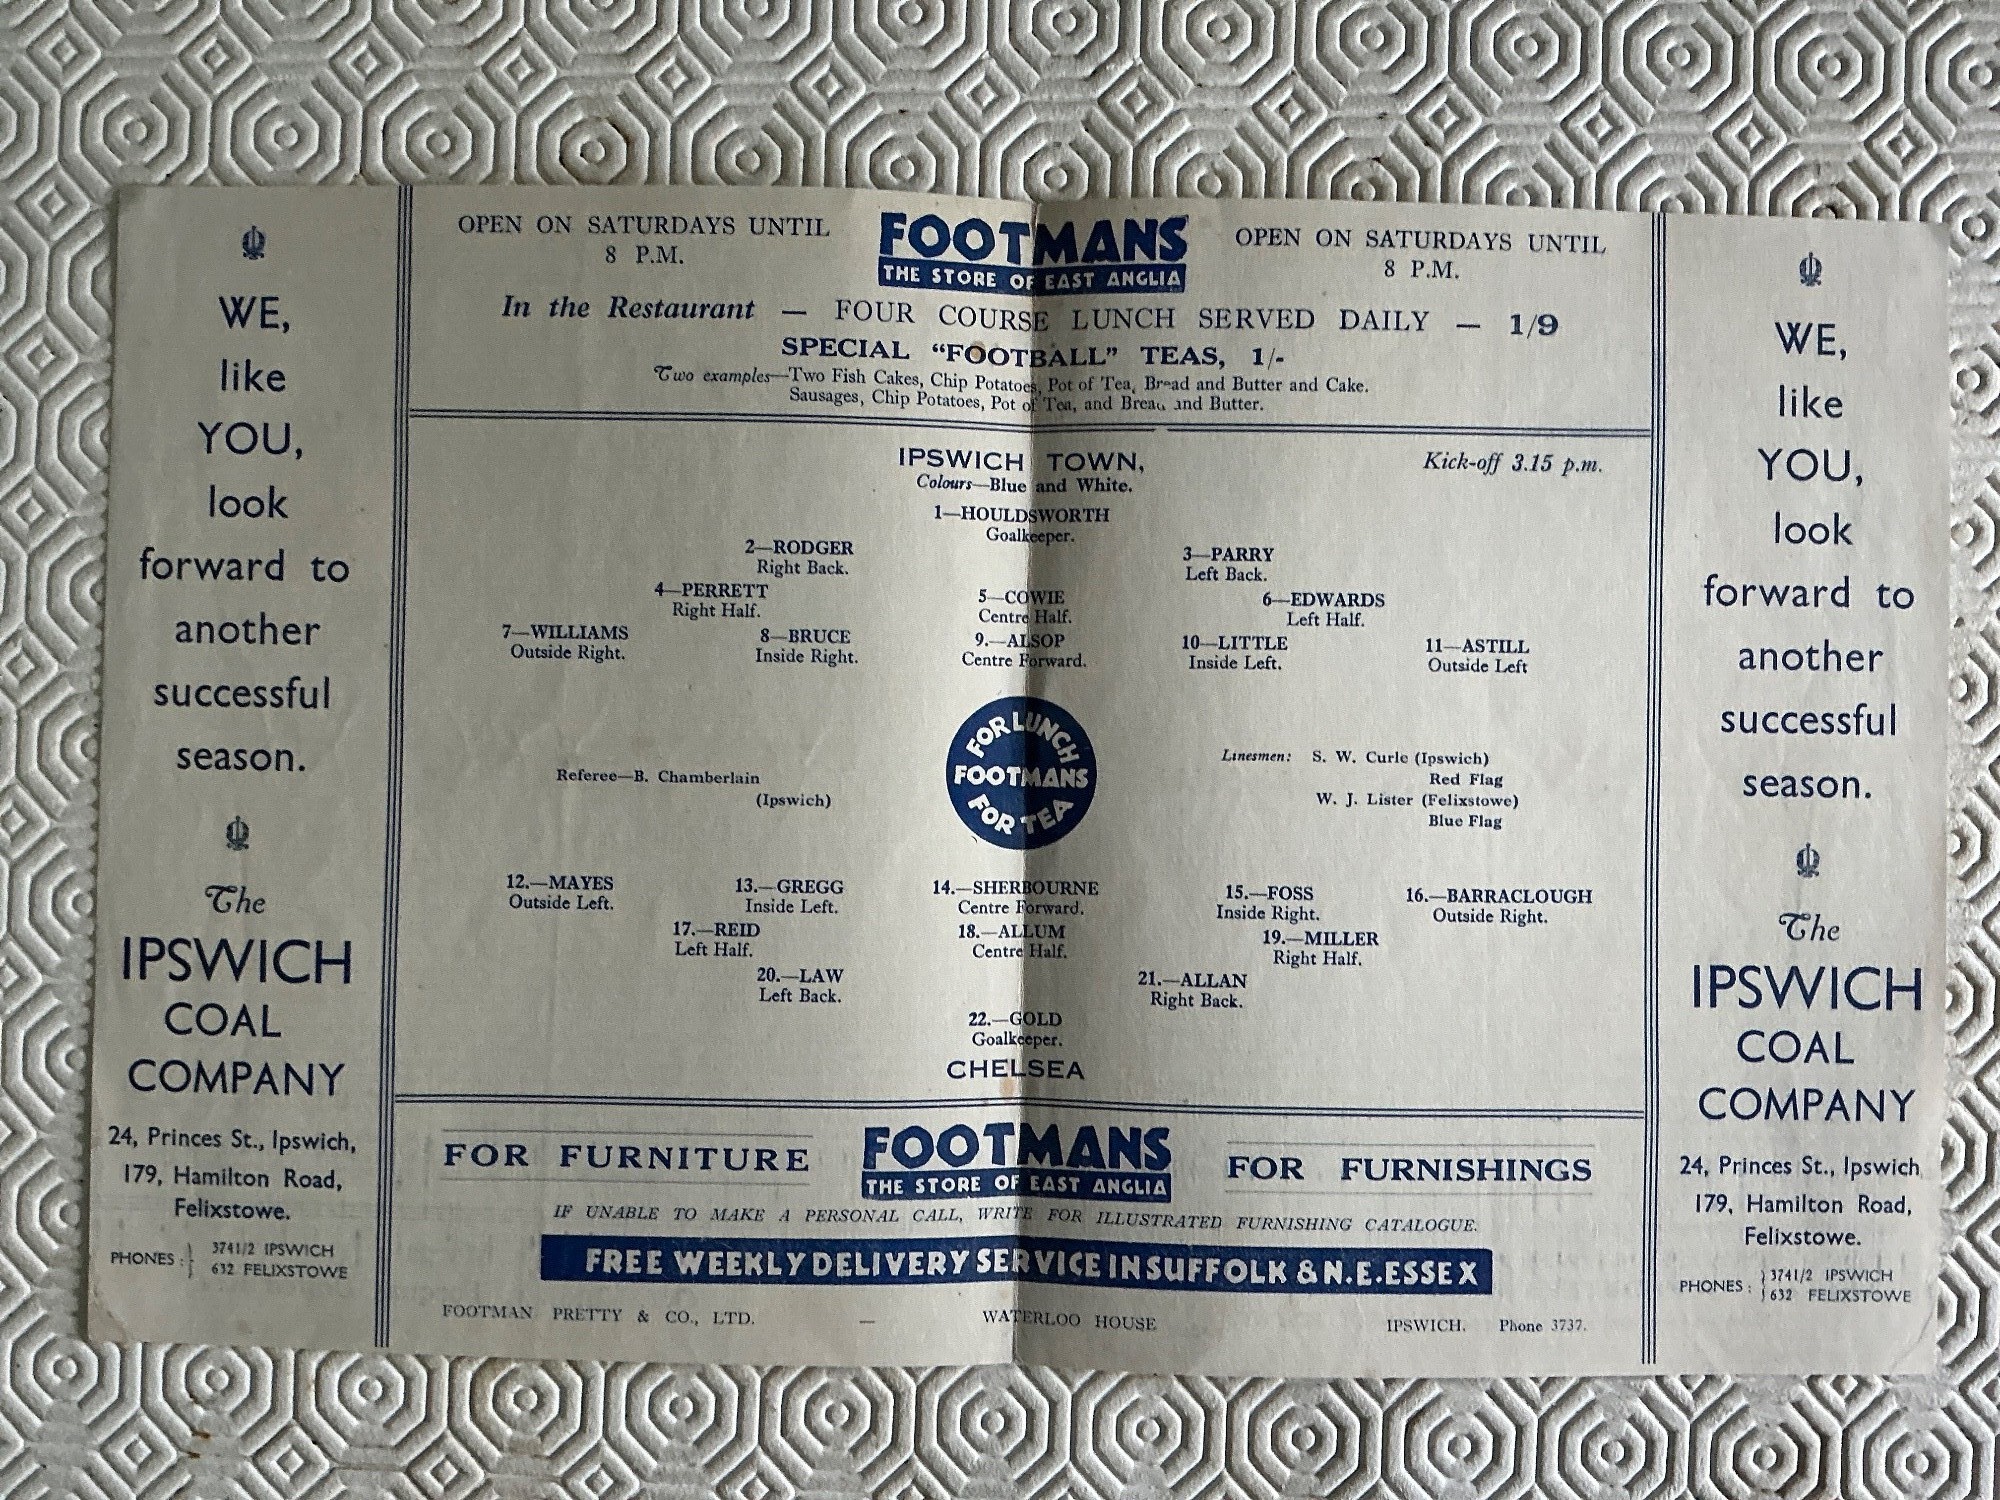 WE,
like
YOU,
look
forward to
another
successful
season.
The
IPSWICH
COAL
COMPANY
24, Princes St., Ipswich,
179, Hamilton Road,
Felixstowe.
PHONES : 3741/2 IPSWICH
632 FELIXSTOWE
OPEN ON SATURDAYS UNTIL
8 P.M.
FOOTMANS
THE STORE OF EAST ANGLIA
OPEN ON SATURDAYS UNTIL
8 P.M.
In the Restaurant — FOUR COURSE LUNCH SERVED DAILY — 1/9
SPECIAL "FOOTBALL" TEAS, 1/-
Two examples—Two Fish Cakes, Chip Potatoes, Pot of Tea, Bread and Butter and Cake.
Sausages, Chip Potatoes, Pot of Tea, and Bread and Butter.
IPSWICH TOWN,
Kick-off 3.15 p.m.
Colours—Blue and White.
1—HOULDSWORTH
Goalkeeper.
2—RODGER
Right Back.
3—PARRY
Left Back.
4—PERRETT
Right Half.
5—COWIE
Centre Half.
6—EDWARDS
Left Half.
7—WILLIAMS
Outside Right.
8—BRUCE
Inside Right.
9.—ALSOP
Centre Forward.
10—LITTLE
Inside Left.
11—ASTILL
Outside Left
FOR LUNCH
FOOTMANS
FOR TEA
Referee—B. Chamberlain
(Ipswich)
Linesmen: S. W. Curle (Ipswich)
Red Flag
W. J. Lister (Felixstowe)
Blue Flag
12.—MAYES
Outside Left.
13.—GREGG
Inside Left.
14.—SHERBOURNE
Centre Forward.
15.—FOSS
Inside Right.
16.—BARRACLOUGH
Outside Right.
17.—REID
Left Half.
18.—ALLUM
Centre Half.
19.—MILLER
Right Half.
20.—LAW
Left Back.
21.—ALLAN
Right Back.
22.—GOLD
Goalkeeper.
CHELSEA
FOR FURNITURE
FOOTMANS
THE STORE OF EAST ANGLIA
FOR FURNISHINGS
IF UNABLE TO MAKE A PERSONAL CALL, WRITE FOR ILLUSTRATED FURNISHING CATALOGUE.
FREE WEEKLY DELIVERY SERVICE IN SUFFOLK & N.E. ESSEX
FOOTMAN PRETTY & CO., LTD. — WATERLOO HOUSE IPSWICH. Phone 3737.
WE,
like
YOU,
look
forward to
another
successful
season.
The
IPSWICH
COAL
COMPANY
24, Princes St., Ipswich
179, Hamilton Road,
Felixstowe.
PHONES : 3741/2 IPSWICH
632 FELIXSTOWE